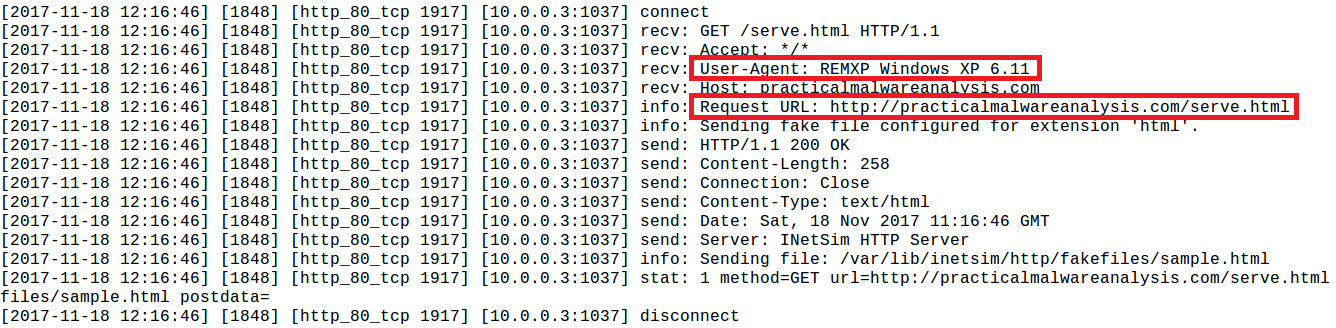 [2017-11-18 12:16:46] [1848] [http_80_tcp 1917] [10.0.0.3:1037] connect
[2017-11-18 12:16:46] [1848] [http_80_tcp 1917] [10.0.0.3:1037] recv: GET /serve.html HTTP/1.1
[2017-11-18 12:16:46] [1848] [http_80_tcp 1917] [10.0.0.3:1037] recv: Accept: */*
[2017-11-18 12:16:46] [1848] [http_80_tcp 1917] [10.0.0.3:1037] recv: User-Agent: REMXP Windows XP 6.11
[2017-11-18 12:16:46] [1848] [http_80_tcp 1917] [10.0.0.3:1037] recv: Host: practicalmalwareanalysis.com
[2017-11-18 12:16:46] [1848] [http_80_tcp 1917] [10.0.0.3:1037] info: Request URL: http://practicalmalwareanalysis.com/serve.html
[2017-11-18 12:16:46] [1848] [http_80_tcp 1917] [10.0.0.3:1037] info: Sending fake file configured for extension 'html'.
[2017-11-18 12:16:46] [1848] [http_80_tcp 1917] [10.0.0.3:1037] send: HTTP/1.1 200 OK
[2017-11-18 12:16:46] [1848] [http_80_tcp 1917] [10.0.0.3:1037] send: Content-Length: 258
[2017-11-18 12:16:46] [1848] [http_80_tcp 1917] [10.0.0.3:1037] send: Connection: Close
[2017-11-18 12:16:46] [1848] [http_80_tcp 1917] [10.0.0.3:1037] send: Content-Type: text/html
[2017-11-18 12:16:46] [1848] [http_80_tcp 1917] [10.0.0.3:1037] send: Date: Sat, 18 Nov 2017 11:16:46 GMT
[2017-11-18 12:16:46] [1848] [http_80_tcp 1917] [10.0.0.3:1037] send: Server: INetSim HTTP Server
[2017-11-18 12:16:46] [1848] [http_80_tcp 1917] [10.0.0.3:1037] info: Sending file: /var/lib/inetsim/http/fakefiles/sample.html
[2017-11-18 12:16:46] [1848] [http_80_tcp 1917] [10.0.0.3:1037] stat: 1 method=GET url=http://practicalmalwareanalysis.com/serve.html
files/sample.html postdata=
[2017-11-18 12:16:46] [1848] [http_80_tcp 1917] [10.0.0.3:1037] disconnect